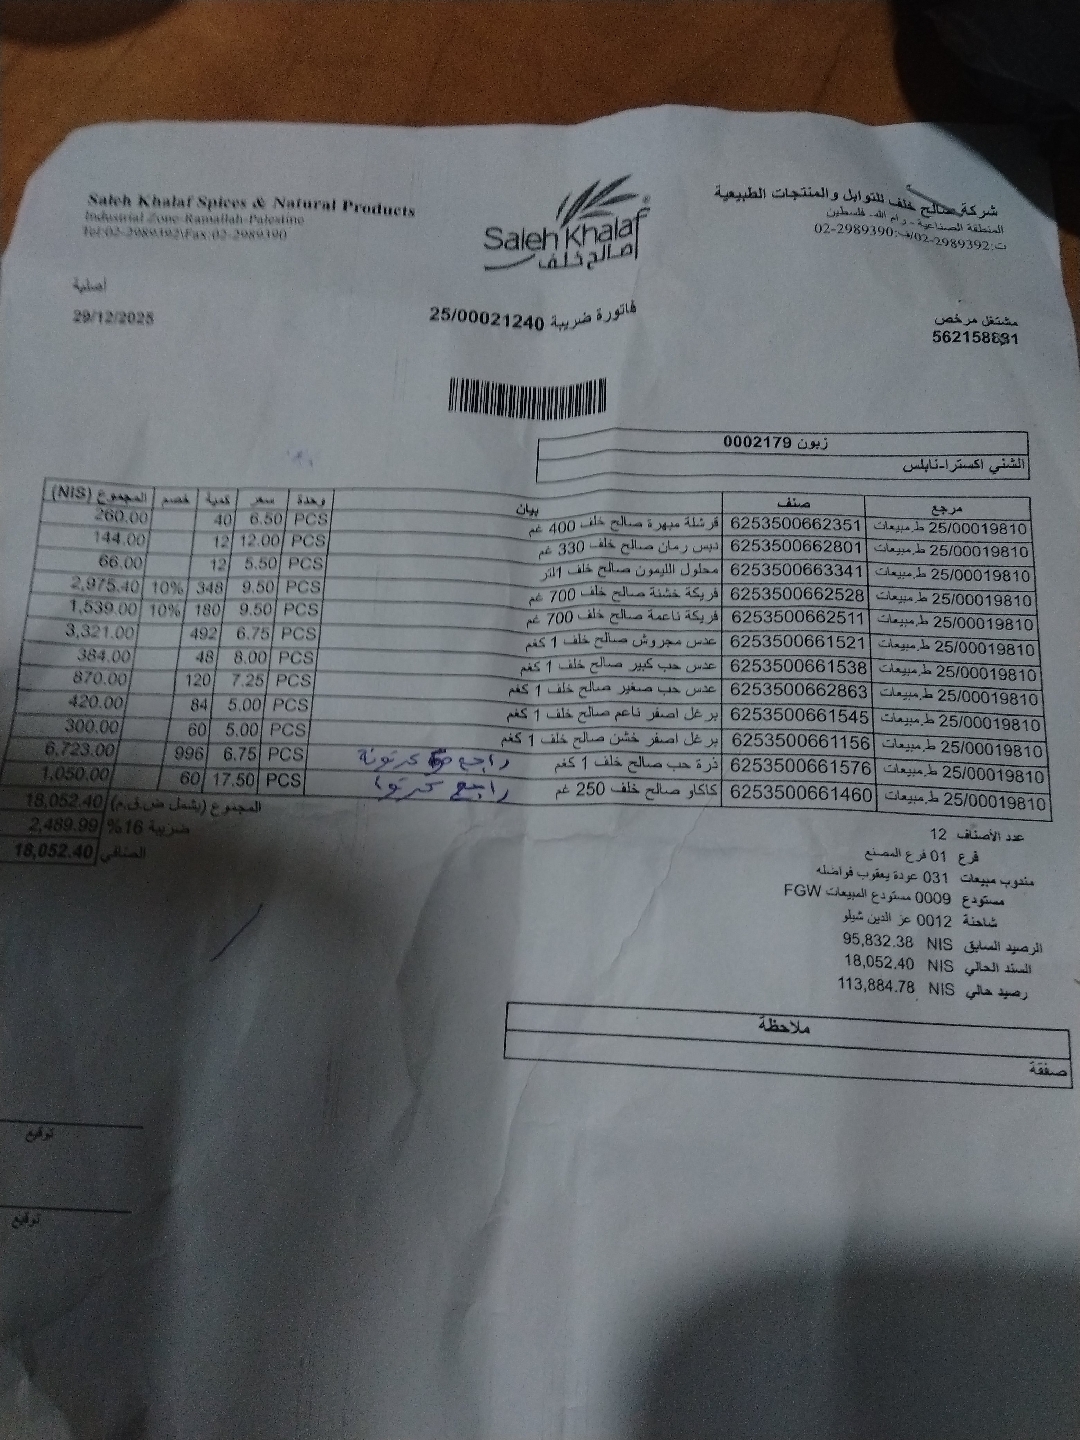 Saleh Khalaf Spices & Natural Products
Industrial Zone-Ramallah-Palestine
Tel:02-2989392\Fax:02-2989390
Saleh Khalaf
صالح خلف
شركة صالح خلف للتوابل والمنتجات الطبيعية
المنطقة الصناعية - رام الله- فلسطين
ت:02-2989392/ف:02-2989390
أصلية
29/12/2025
فاتورة ضريبة 25/00021240
مشتغل مرخص
562158891
زبون 0002179
الشني اكسترا-نابلس
مرجع صنف بيان وحدة سعر كمية خصم المجموع (NIS)
25/00019810 ط.مبيعات 6253500662351 قرشلة مبهرة صالح خلف 400 غم PCS 6.50 40 260.00
25/00019810 ط.مبيعات 6253500662801 دبس رمان صالح خلف 330 غم PCS 12.00 12 144.00
25/00019810 ط.مبيعات 6253500663341 محلول الليمون صالح خلف 1لتر PCS 5.50 12 66.00
25/00019810 ط.مبيعات 6253500662528 فريكة خشنة صالح خلف 700 غم PCS 9.50 348 10% 2,975.40
25/00019810 ط.مبيعات 6253500662511 فريكة ناعمة صالح خلف 700 غم PCS 9.50 180 10% 1,539.00
25/00019810 ط.مبيعات 6253500661521 عدس مجروش صالح خلف 1 كغم PCS 6.75 492 3,321.00
25/00019810 ط.مبيعات 6253500661538 عدس حب كبير صالح خلف 1 كغم PCS 8.00 48 384.00
25/00019810 ط.مبيعات 6253500662863 عدس حب صغير صالح خلف 1 كغم PCS 7.25 120 870.00
25/00019810 ط.مبيعات 6253500661545 برغل اصفر ناعم صالح خلف 1 كغم PCS 5.00 84 420.00
25/00019810 ط.مبيعات 6253500661156 برغل اصفر خشن صالح خلف 1 كغم PCS 5.00 60 300.00
25/00019810 ط.مبيعات 6253500661576 ذرة حب صالح خلف 1 كغم راجع كرتونة PCS 6.75 996 6,723.00
25/00019810 ط.مبيعات 6253500661460 كاكاو صالح خلف 250 غم راجع PCS 17.50 60 1,050.00
المجموع (يشمل ض.ق.م) 18,052.40
ضريبة 16% 2,489.99
الصافي 18,052.40
عدد الأصناف 12
فرع 01 فرع المصنع
مندوب مبيعات 031 عودة يعقوب فواضله
مستودع 0009 مستودع المبيعات FGW
شاحنة 0012 عز الدين شيلو
الرصيد السابق NIS 95,832.38
السند الحالي NIS 18,052.40
رصيد حالي NIS 113,884.78
ملاحظة
صفقة
توقيع
توقيع